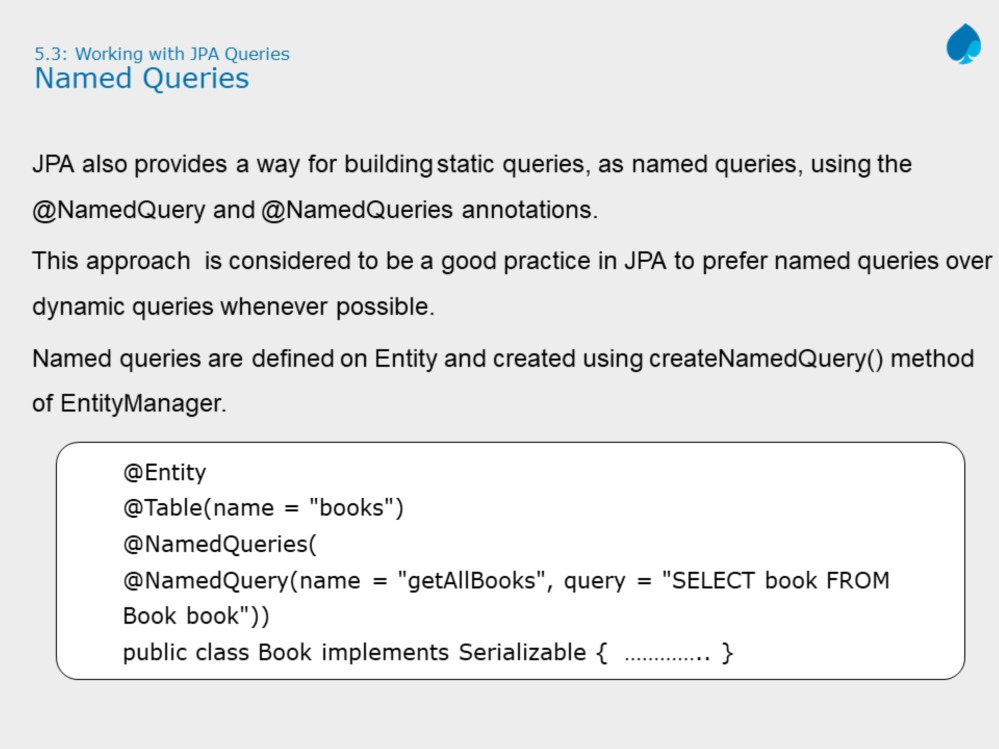 5.3: Working with JPA Queries
Named Queries
JPA also provides a way for building static queries, as named queries, using the
@NamedQuery and @NamedQueries annotations.
This approach is considered to be a good practice in JPA to prefer named queries over
dynamic queries whenever possible.
Named queries are defined on Entity and created using createNamedQuery() method
of EntityManager.
@Entity
@Table(name = "books")
@NamedQueries(
@NamedQuery(name = "getAllBooks", query = "SELECT book FROM
Book book"))
public class Book implements Serializable { ………….. }